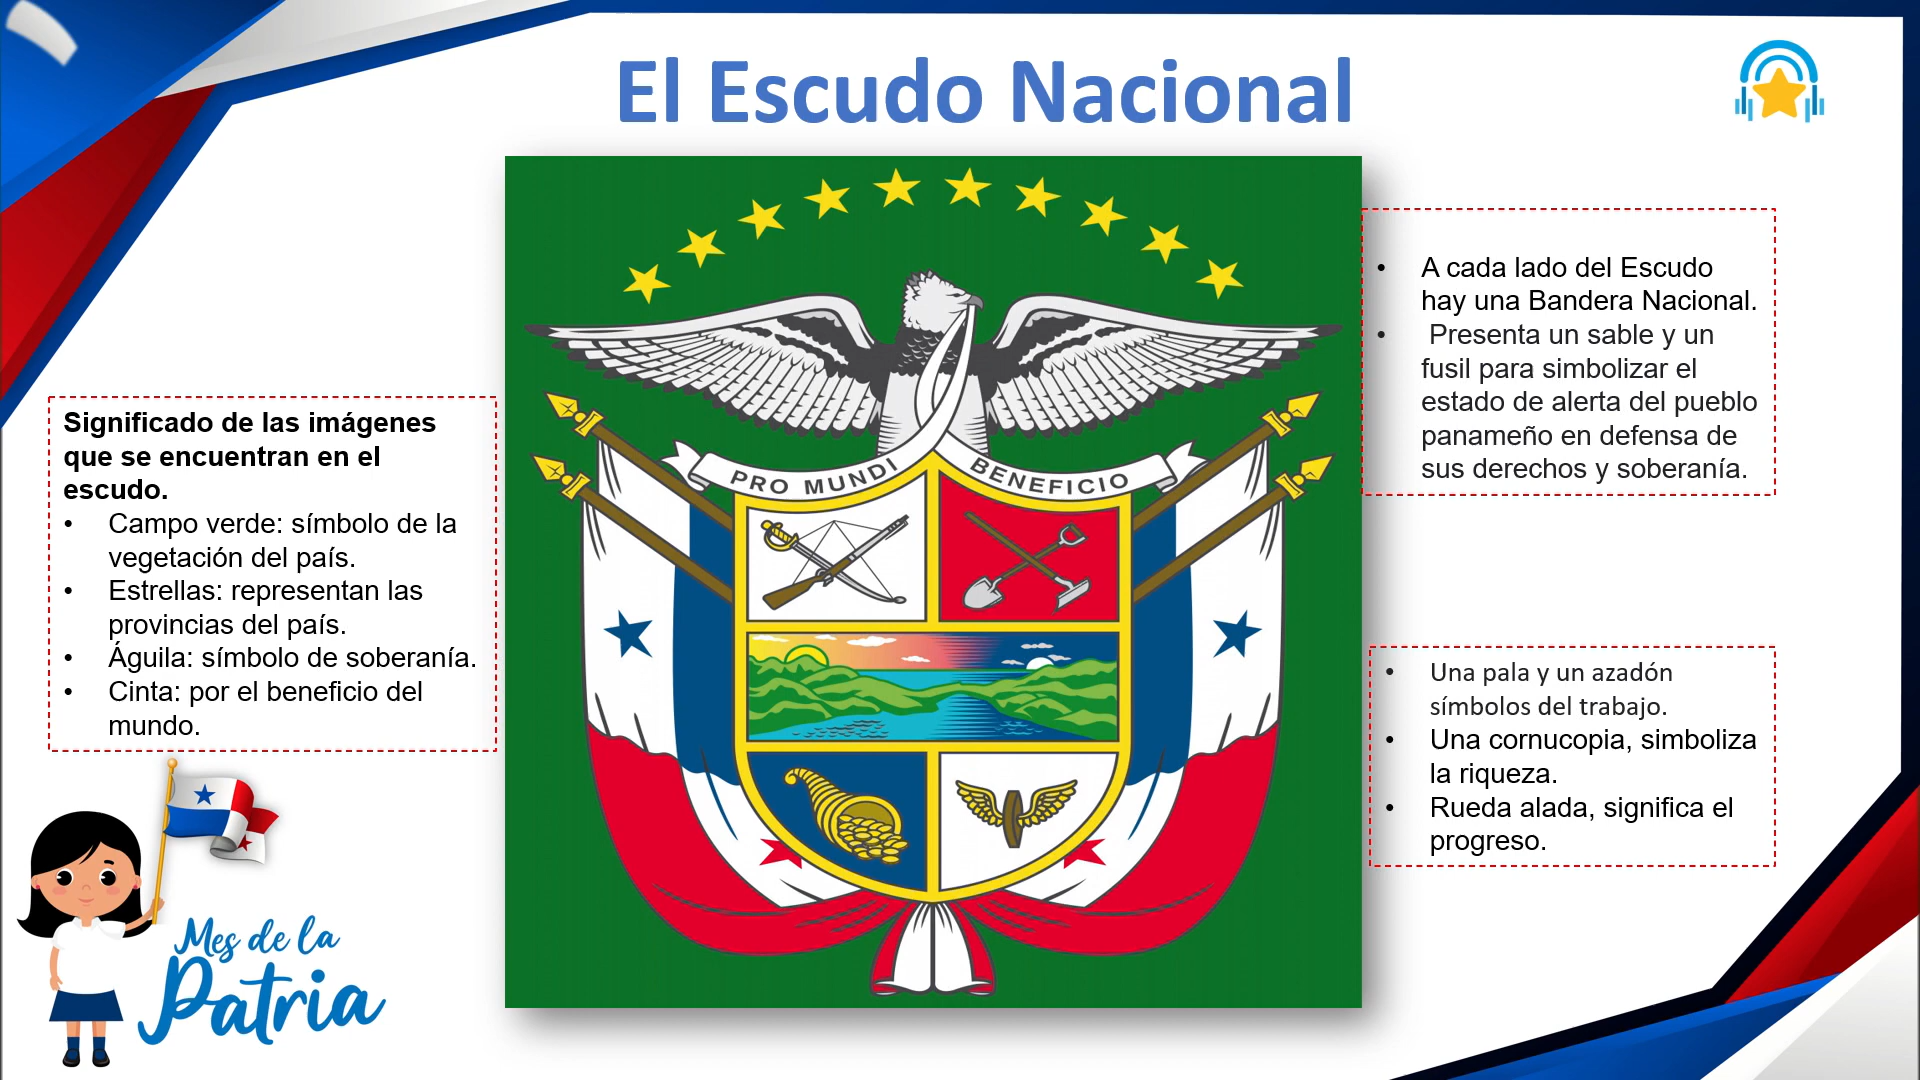 El Escudo Nacional
Significado de las imágenes
que se encuentran en el
escudo.
• Campo verde: símbolo de la
vegetación del país.
• Estrellas: representan las
provincias del país.
• Águila: símbolo de soberanía.
• Cinta: por el beneficio del
mundo.
PRO MUNDI BENEFICIO
• A cada lado del Escudo
hay una Bandera Nacional.
• Presenta un sable y un
fusil para simbolizar el
estado de alerta del pueblo
panameño en defensa de
sus derechos y soberanía.
• Una pala y un azadón
símbolos del trabajo.
• Una cornucopia, simboliza
la riqueza.
• Rueda alada, significa el
progreso.
Mes de la
Patria